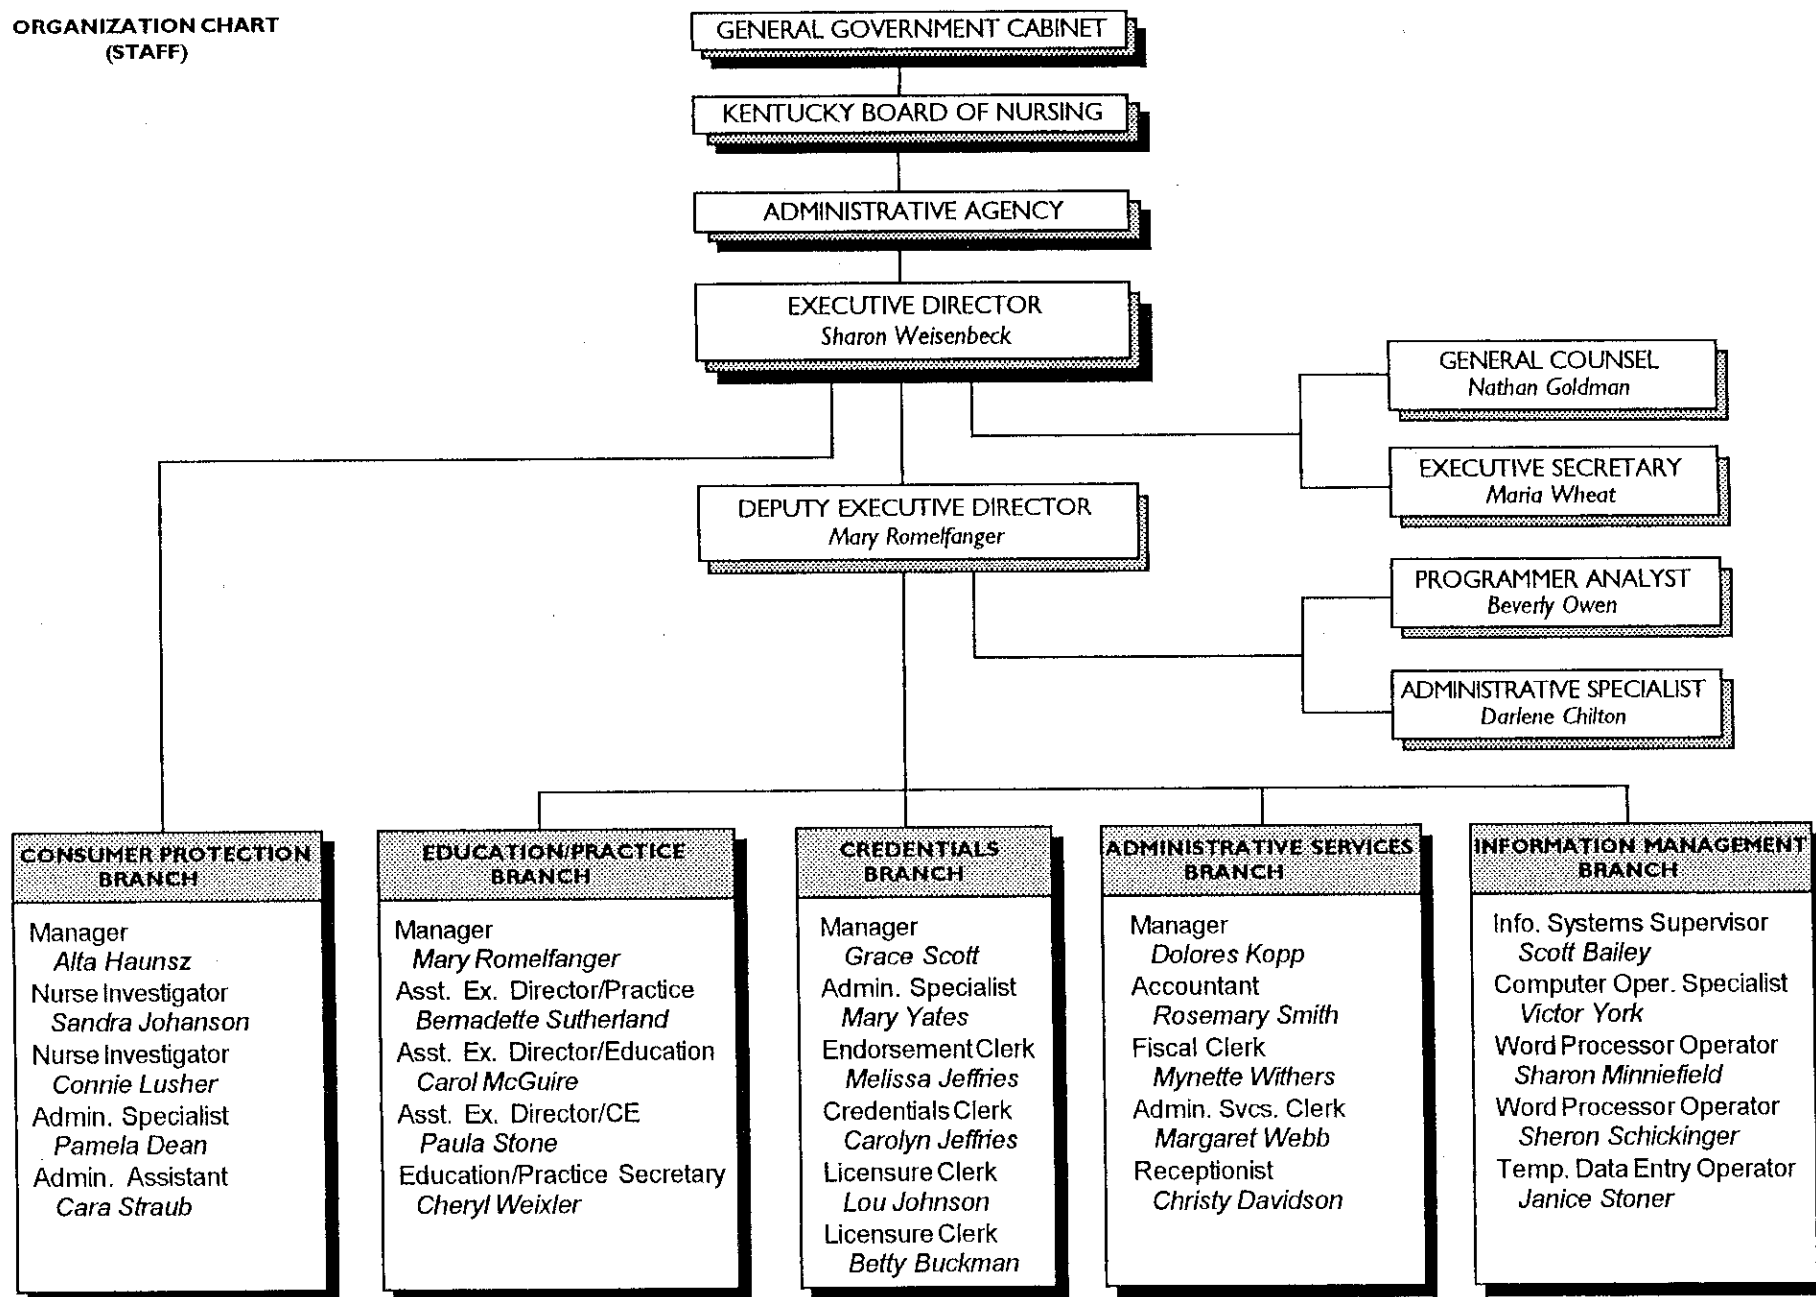 ORGANIZATION CHART
(STAFF)
GENERAL GOVERNMENT CABINET
KENTUCKY BOARD OF NURSING
ADMINISTRATIVE AGENCY
EXECUTIVE DIRECTOR
Sharon Weisenbeck
GENERAL COUNSEL
Nathan Goldman
EXECUTIVE SECRETARY
Maria Wheat
DEPUTY EXECUTIVE DIRECTOR
Mary Romelfanger
PROGRAMMER ANALYST
Beverly Owen
ADMINISTRATIVE SPECIALIST
Darlene Chilton
CONSUMER PROTECTION
BRANCH
Manager
Alta Haunsz
Nurse Investigator
Sandra Johanson
Nurse Investigator
Connie Lusher
Admin. Specialist
Pamela Dean
Admin. Assistant
Cara Straub
EDUCATION/PRACTICE
BRANCH
Manager
Mary Romelfanger
Asst. Ex. Director/Practice
Bernadette Sutherland
Asst. Ex. Director/Education
Carol McGuire
Asst. Ex. Director/CE
Paula Stone
Education/Practice Secretary
Cheryl Weixler
CREDENTIALS
BRANCH
Manager
Grace Scott
Admin. Specialist
Mary Yates
Endorsement Clerk
Melissa Jeffries
Credentials Clerk
Carolyn Jeffries
Licensure Clerk
Lou Johnson
Licensure Clerk
Betty Buckman
ADMINISTRATIVE SERVICES
BRANCH
Manager
Dolores Kopp
Accountant
Rosemary Smith
Fiscal Clerk
Mynette Withers
Admin. Svcs. Clerk
Margaret Webb
Receptionist
Christy Davidson
INFORMATION MANAGEMENT
BRANCH
Info. Systems Supervisor
Scott Bailey
Computer Oper. Specialist
Victor York
Word Processor Operator
Sharon Minniefield
Word Processor Operator
Sheron Schickinger
Temp. Data Entry Operator
Janice Stoner